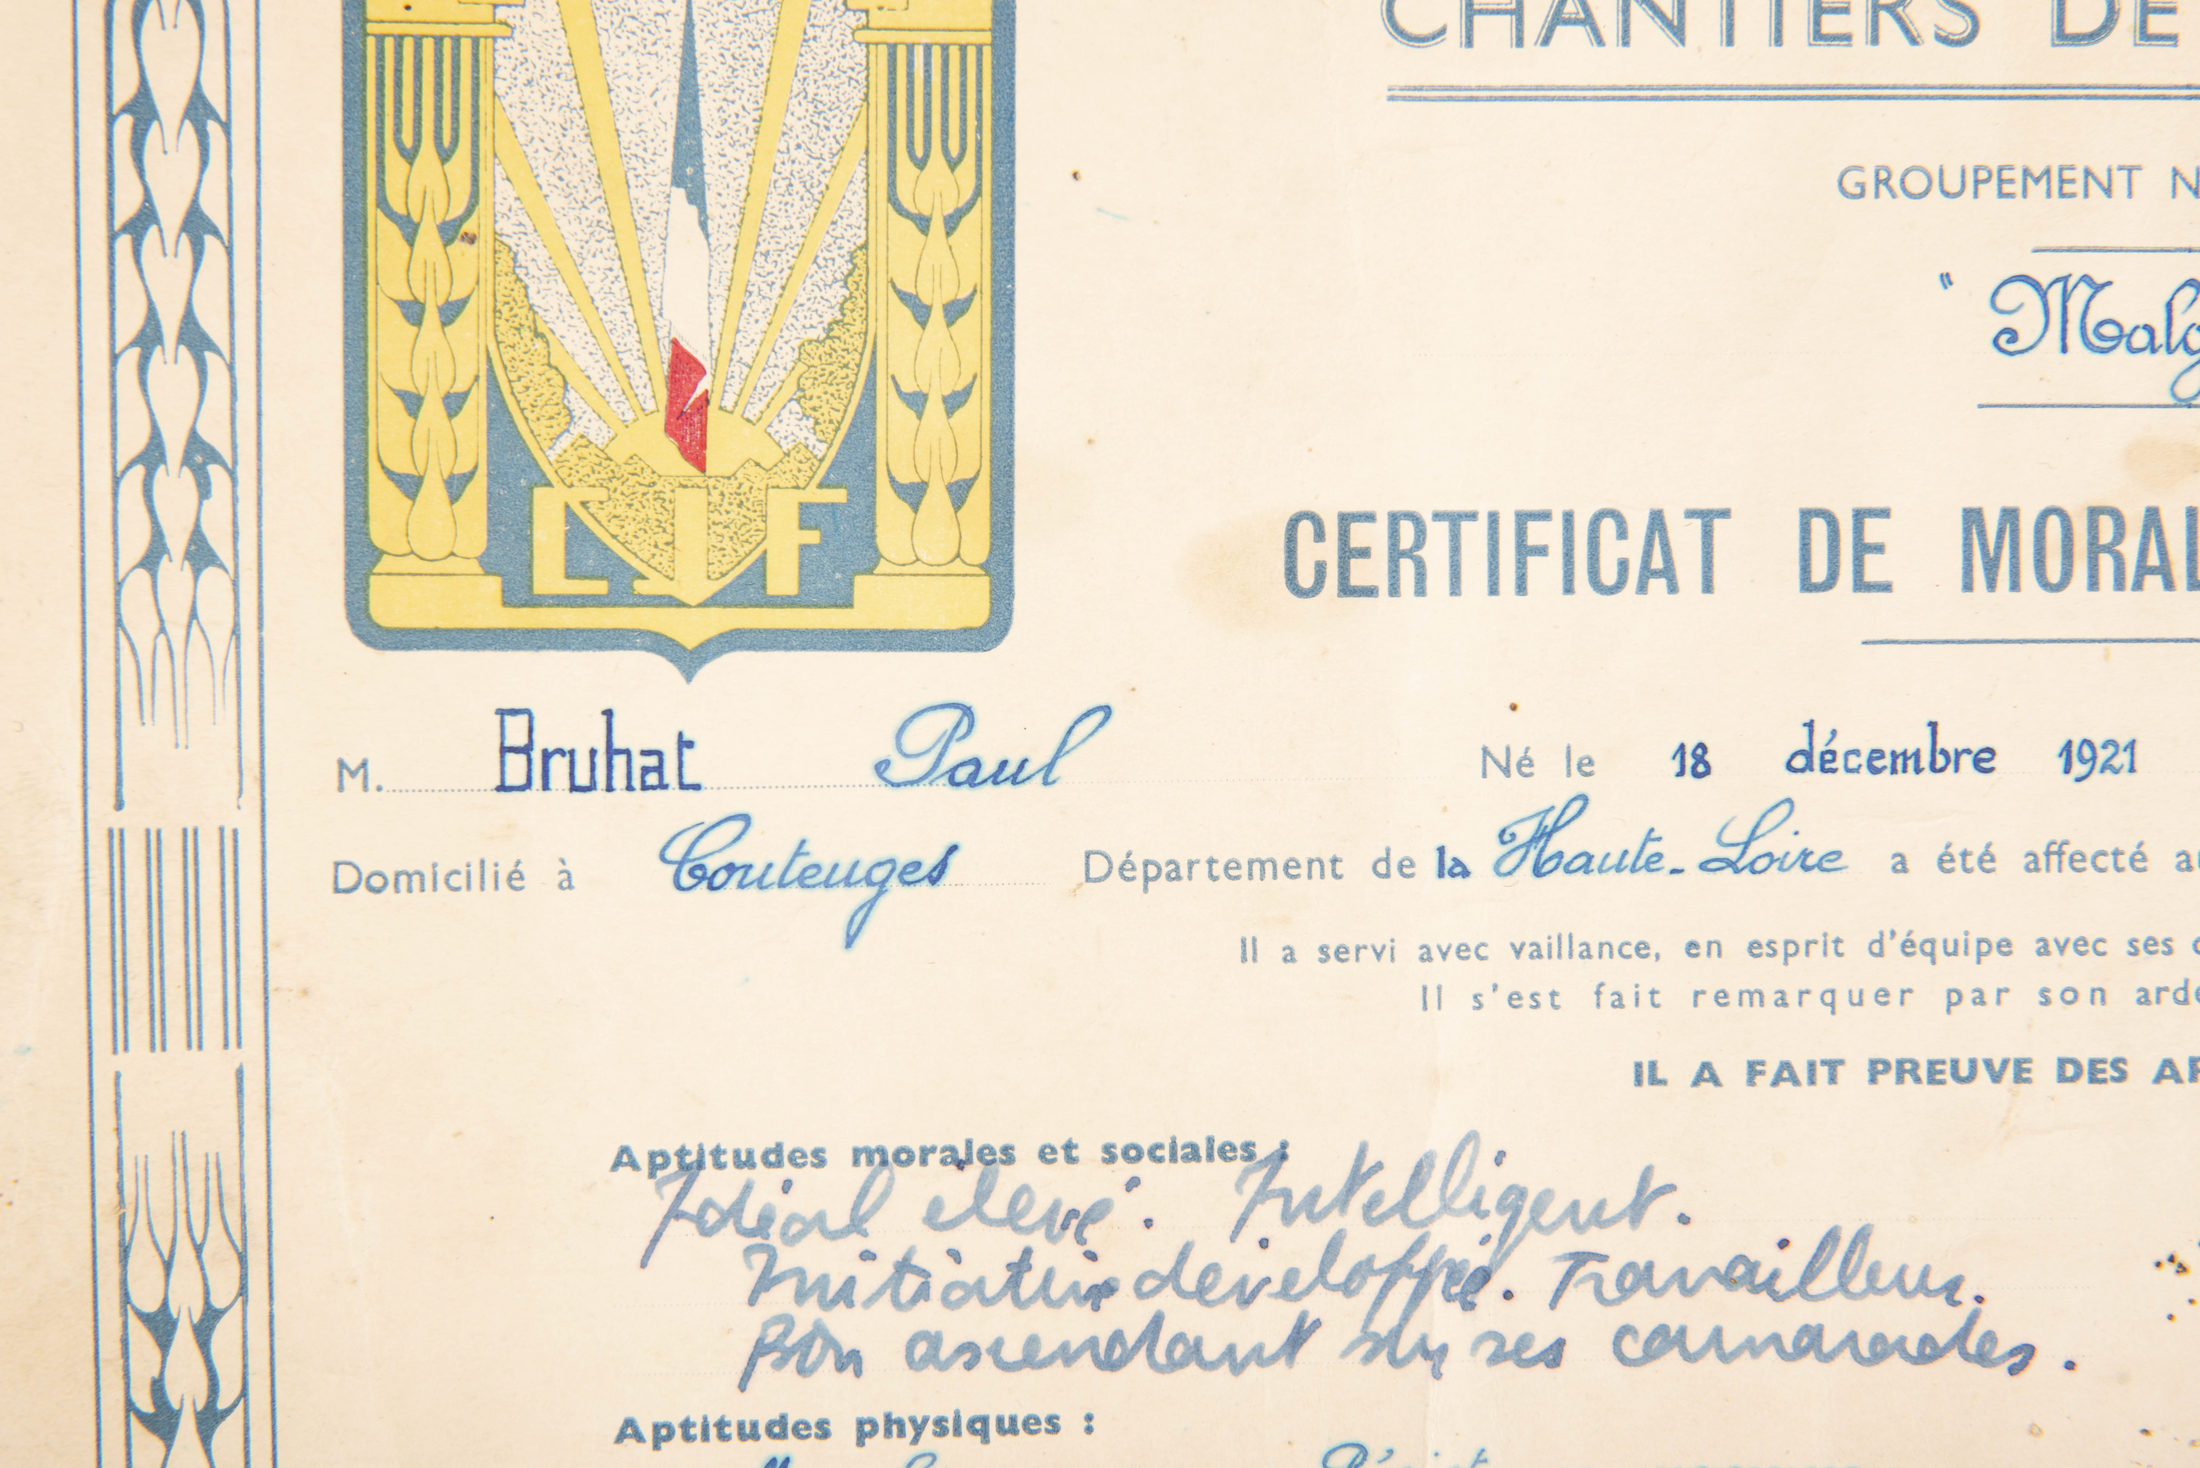 CHANTIERS DE
GROUPEMENT N
"Malg
CERTIFICAT DE MORAL
CJF
M. Bruhat Paul Né le 18 décembre 1921
Domicilié à Couteuges Département de la Haute-Loire a été affecté au
Il a servi avec vaillance, en esprit d'équipe avec ses c
Il s'est fait remarquer par son arde
IL A FAIT PREUVE DES AP
Aptitudes morales et sociales :
Idéal élevé. Intelligent.
Initiative développée. Travailleur.
Bon ascendant sur ses camarades.
Aptitudes physiques :